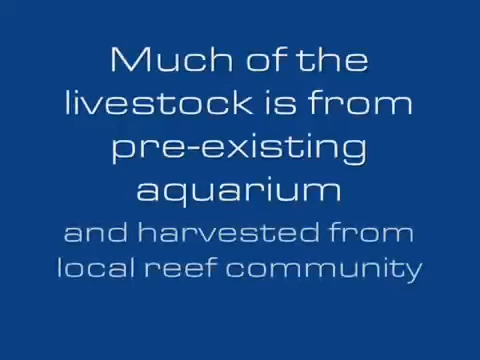 Much of the
livestock is from
pre-existing
aquarium
and harvested from
local reef community